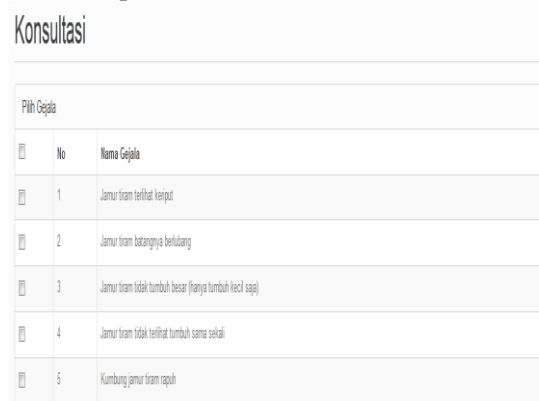 Konsultasi
Pilih Gejala
No Nama Gejala
1 Jamur tiram terlihat keriput
2 Jamur tiram batangnya berlubang
3 Jamur tiram tidak tumbuh besar (hanya tumbuh kecil saja)
4 Jamur tiram tidak terlihat tumbuh sama sekali
5 Kumbung jamur tiram rapuh